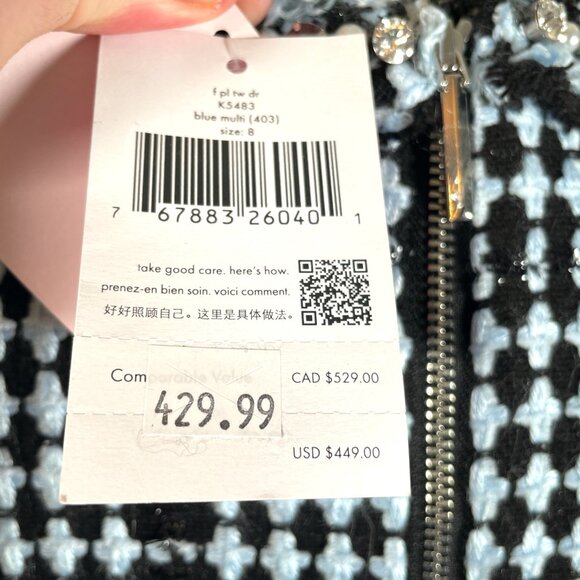 f pl tw dr
K5483
blue multi (403)
size: 8
7 67883 26040 1
take good care. here's how.
prenez-en bien soin. voici comment.
好好照顾自己。这里是具体做法。
Comparable Value CAD $529.00
429.99
USD $449.00